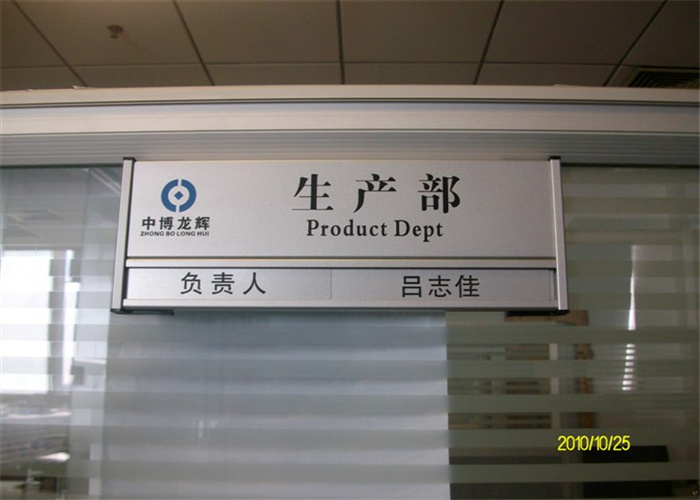 生产部
Product Dept
中博龙辉
ZHONG BO LONG HUI
负责人 吕志佳
2010/10/25